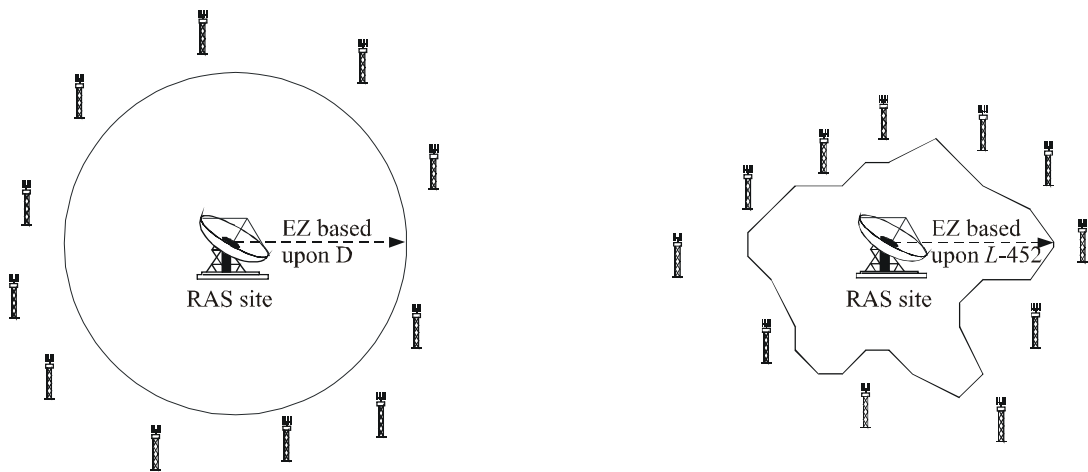 EZ based
upon D
RAS site
EZ based
upon L-452
RAS site